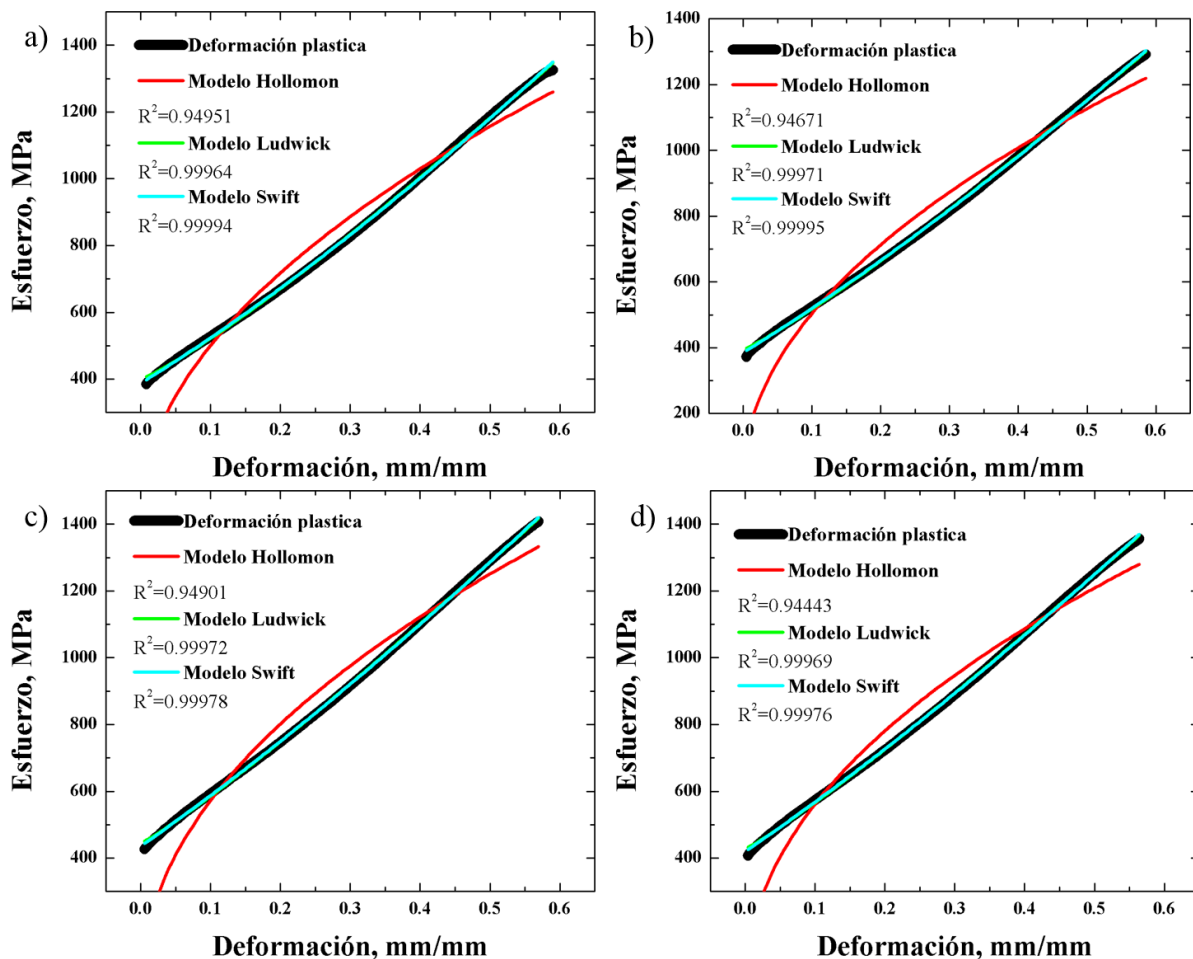 a)
Esfuerzo, MPa
1400
1200
1000
800
600
400
Deformación plastica
Modelo Hollomon
R²=0.94951
Modelo Ludwick
R²=0.99964
Modelo Swift
R²=0.99994
0.0 0.1 0.2 0.3 0.4 0.5 0.6
Deformación, mm/mm
b)
Esfuerzo, MPa
1400
1200
1000
800
600
400
200
Deformación plastica
Modelo Hollomon
R²=0.94671
Modelo Ludwick
R²=0.99971
Modelo Swift
R²=0.99995
0.0 0.1 0.2 0.3 0.4 0.5 0.6
Deformación, mm/mm
c)
Esfuerzo, MPa
1400
1200
1000
800
600
400
Deformación plastica
Modelo Hollomon
R²=0.94901
Modelo Ludwick
R²=0.99972
Modelo Swift
R²=0.99978
0.0 0.1 0.2 0.3 0.4 0.5 0.6
Deformación, mm/mm
d)
Esfuerzo, MPa
1400
1200
1000
800
600
400
Deformación plastica
Modelo Hollomon
R²=0.94443
Modelo Ludwick
R²=0.99969
Modelo Swift
R²=0.99976
0.0 0.1 0.2 0.3 0.4 0.5 0.6
Deformación, mm/mm